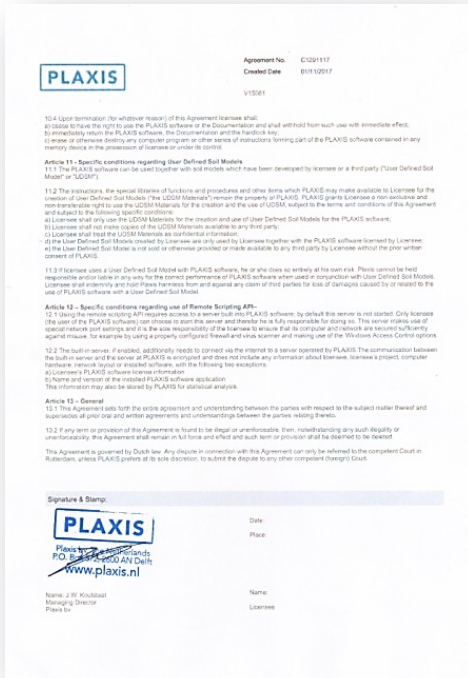 PLAXIS
Agreement No. C1291117
Created Date 01/11/2017
10.4 Upon termination (for whatever reason) of this Agreement licensee shall:
a) cease to have the right to use the PLAXIS software or the Documentation and shall withhold from such use with immediate effect;
b) immediately return the PLAXIS software, the Documentation and the hardlock key;
c) erase or otherwise destroy any computer program or other series of instructions forming part of the PLAXIS software contained in any
memory device in the possession of licensee or under its control.
Article 11 - Specific conditions regarding User Defined Soil Models
11.1 The PLAXIS software can be used together with soil models which have been developed by licensee or a third party ("User Defined Soil
Model" or "UDSM").
11.2 The instructions, the special libraries of functions and procedures and other items which PLAXIS may make available to Licensee for the
creation of User Defined Soil Models ("the UDSM Materials") remain the property of PLAXIS. PLAXIS grants Licensee a non-exclusive and
non-transferable right to use the UDSM Materials for the creation and the use of UDSM, subject to the terms and conditions of this Agreement
and subject to the following specific conditions:
a) Licensee shall only use the UDSM Materials for the creation and use of User Defined Soil Models for the PLAXIS software;
b) Licensee shall not make copies of the UDSM Materials available to any third party;
c) Licensee shall treat the UDSM Materials as confidential information;
d) the User Defined Soil Models created by Licensee are only used by Licensee together with the PLAXIS software licensed by Licensee;
e) the User Defined Soil Model is not sold or otherwise provided or made available to any third party by Licensee without the prior written
consent of PLAXIS.
11.3 If licensee uses a User Defined Soil Model with PLAXIS software, he or she does so entirely at his own risk. Plaxis cannot be held
responsible and/or liable in any way for the correct performance of PLAXIS software when used in conjunction with User Defined Soil Models.
Licensee shall indemnify and hold Plaxis harmless from and against any claim of third parties for loss of damages caused by or related to the
use of PLAXIS software with a User Defined Soil Model.
Article 12 – Specific conditions regarding use of Remote Scripting API–
12.1 Using the remote scripting API requires access to a server built into PLAXIS software; by default this server is not started. Only licensee
(the user of the PLAXIS software) can choose to start this server and therefor he is fully responsible for doing so. This server makes use of
special network port settings and it is the sole responsibility of the licensee to ensure that its computer and network are secured sufficiently
against misuse, for example by using a properly configured firewall and virus scanner and making use of the Windows Access Control options
12.2 The built-in server, if enabled, additionally needs to connect via the internet to a server operated by PLAXIS. The communication between
the built-in server and the server at PLAXIS is encrypted and does not include any information about licensee, licensee's project, computer
hardware, network layout or installed software, with the following two exceptions:
a) Licensee's PLAXIS software license information
b) Name and version of the installed PLAXIS software application
This information may also be stored by PLAXIS for statistical analysis.
Article 13 – General
13.1 This Agreement sets forth the entire agreement and understanding between the parties with respect to the subject matter thereof and
supersedes all prior oral and written agreements and understandings between the parties relating thereto.
13.2 If any term or provision of this Agreement is found to be illegal or unenforceable, then, notwithstanding any such illegality or
unenforceability, this Agreement shall remain in full force and effect and such term or provision shall be deemed to be deleted.
This Agreement is governed by Dutch law. Any dispute in connection with this Agreement can only be referred to the competent Court in
Rotterdam, unless PLAXIS prefers at its sole discretion, to submit the dispute to any other competent (foreign) Court.
Signature & Stamp:
PLAXIS
Plaxis
P.O. 2600 AN Delft
www.plaxis.nl
Date:
Place:
Name: J.W.
Managing Director
Plaxis bv
Name:
Licensee